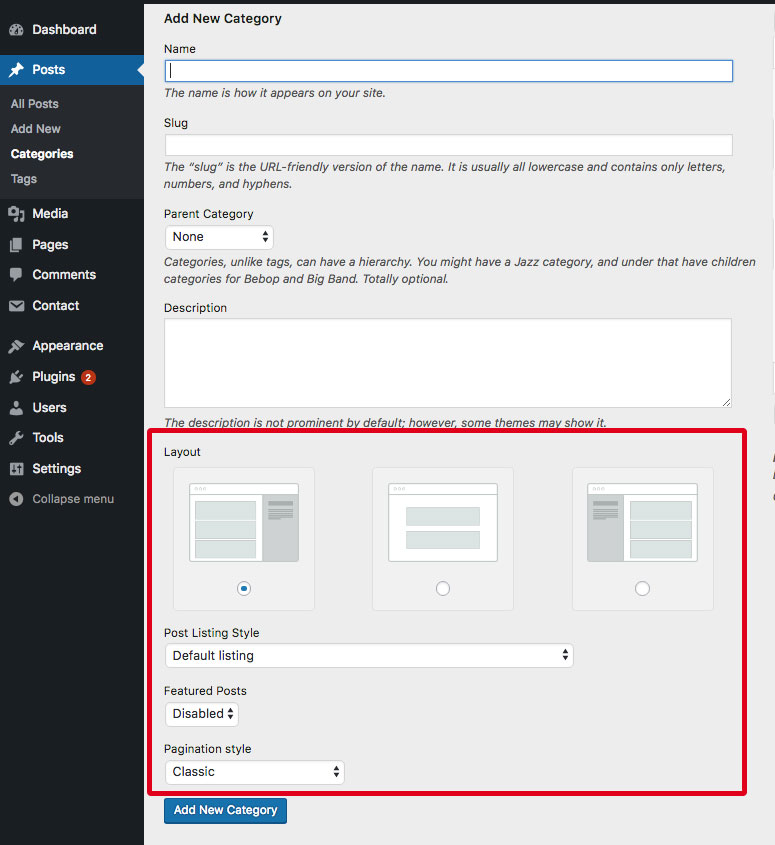 Dashboard
Posts
All Posts
Add New
Categories
Tags
Media
Pages
Comments
Contact
Appearance
Plugins 2
Users
Tools
Settings
Collapse menu
Add New Category
Name
The name is how it appears on your site.
Slug
The “slug” is the URL-friendly version of the name. It is usually all lowercase and contains only letters,
numbers, and hyphens.
Parent Category
None
Categories, unlike tags, can have a hierarchy. You might have a Jazz category, and under that have children
categories for Bebop and Big Band. Totally optional.
Description
The description is not prominent by default; however, some themes may show it.
Layout
Post Listing Style
Default listing
Featured Posts
Disabled
Pagination style
Classic
Add New Category